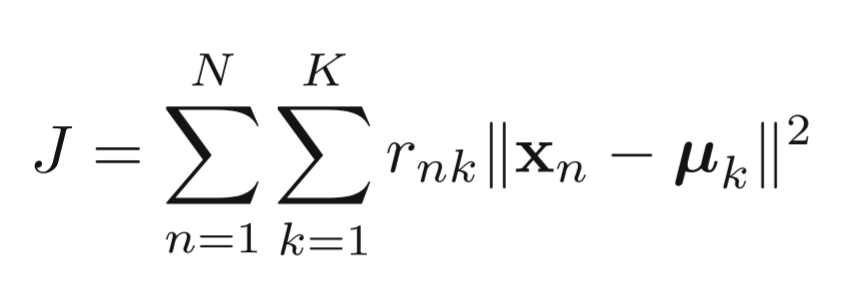 J = \sum_{n=1}^{N} \sum_{k=1}^{K} r_{nk} \| \mathbf{x}_n - \boldsymbol{\mu}_k \|^2